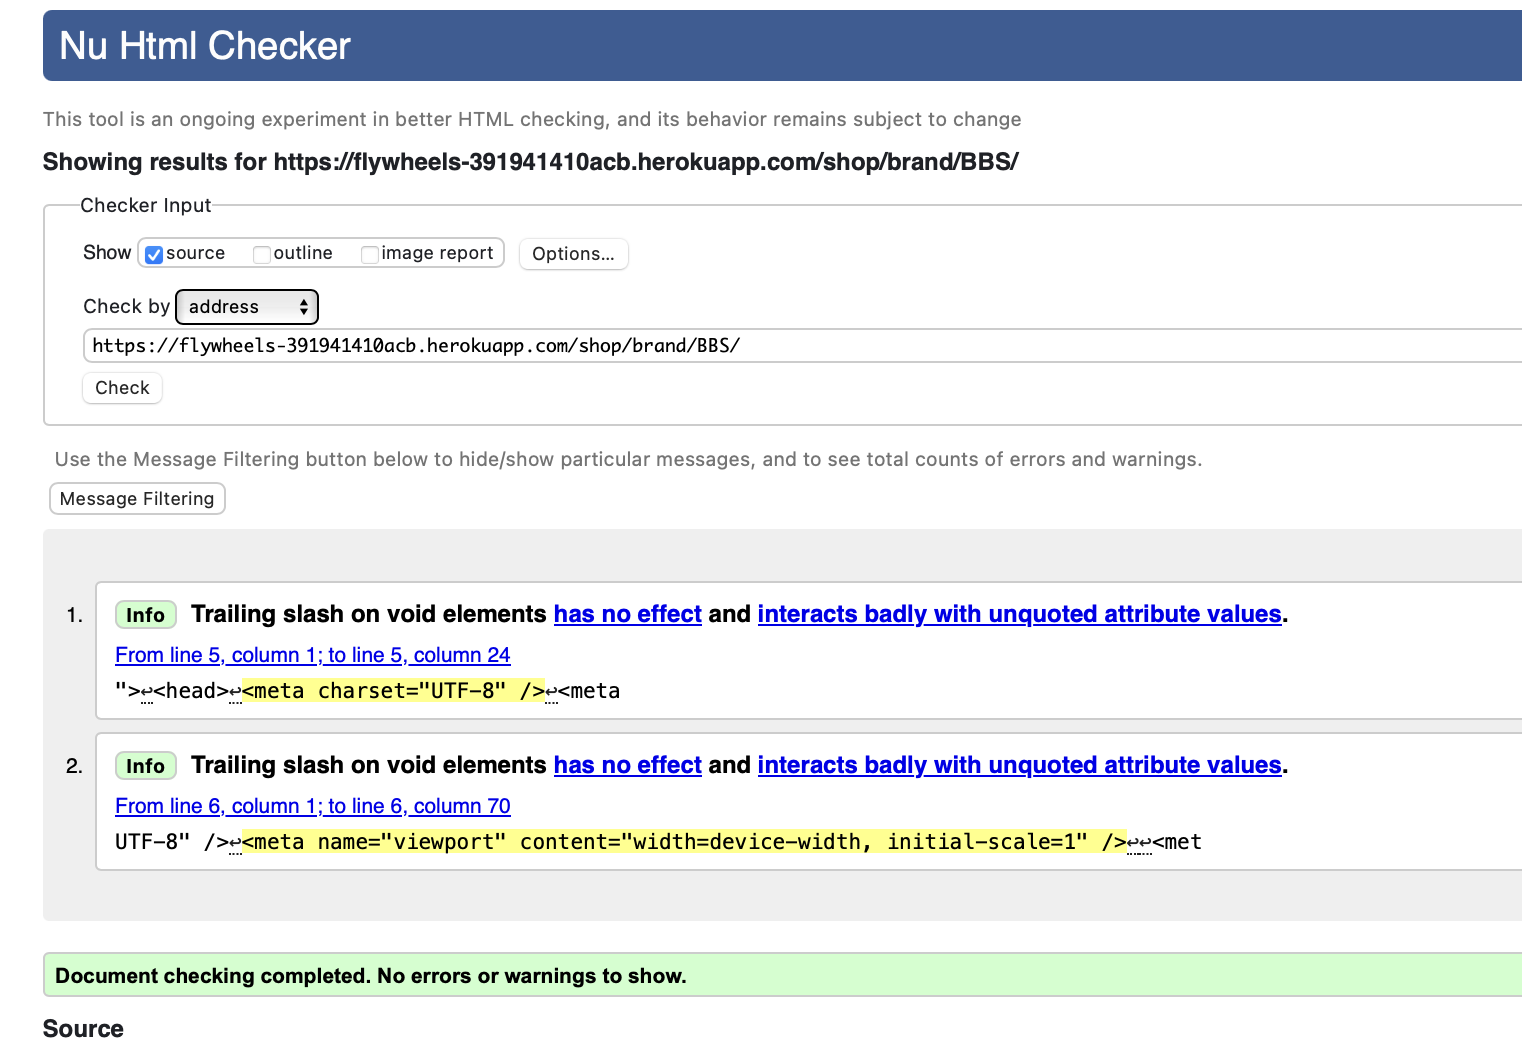 Nu Html Checker
This tool is an ongoing experiment in better HTML checking, and its behavior remains subject to change
Showing results for https://flywheels-391941410acb.herokuapp.com/shop/brand/BBS/
Checker Input
Show source outline image report Options...
Check by address
https://flywheels-391941410acb.herokuapp.com/shop/brand/BBS/
Check
Use the Message Filtering button below to hide/show particular messages, and to see total counts of errors and warnings.
Message Filtering
1. Info Trailing slash on void elements has no effect and interacts badly with unquoted attribute values.
From line 5, column 1; to line 5, column 24
">↩<head>↩<meta charset="UTF-8" />↩<meta
2. Info Trailing slash on void elements has no effect and interacts badly with unquoted attribute values.
From line 6, column 1; to line 6, column 70
UTF-8" />↩<meta name="viewport" content="width=device-width, initial-scale=1" />↩↩<met
Document checking completed. No errors or warnings to show.
Source